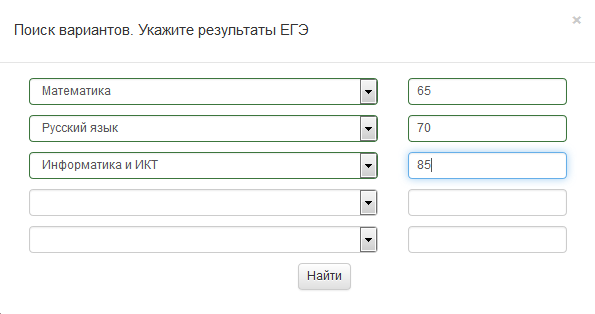 Поиск вариантов. Укажите результаты ЕГЭ
×
Математика 65
Русский язык 70
Информатика и ИКТ 85
Найти